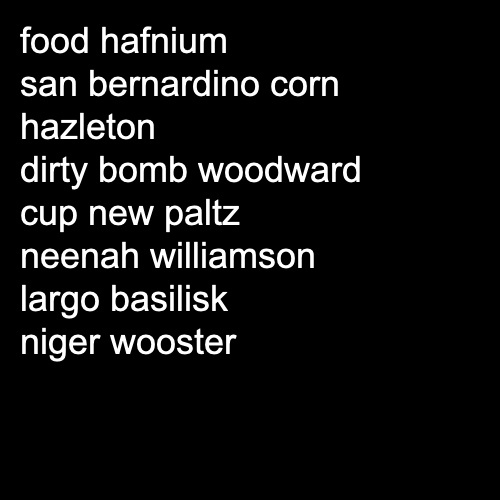 food hafnium
san bernardino corn
hazleton
dirty bomb woodward
cup new paltz
neenah williamson
largo basilisk
niger wooster